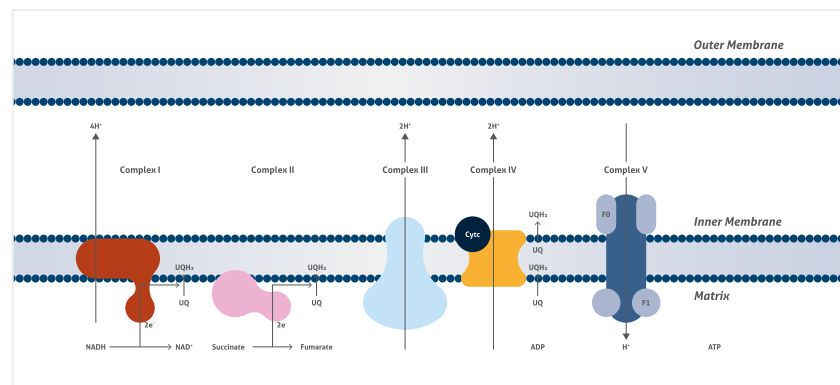 Outer Membrane
4H⁺
2H⁺
2H⁺
Complex I
Complex II
Complex III
Complex IV
Complex V
UQH₂
F0
Inner Membrane
Cytc
UQ
UQH₂
UQH₂
UQH₂
Matrix
UQ
UQ
UQ
F1
2e⁻
2e⁻
NADH
NAD⁺
Succinate
Fumarate
ADP
H⁺
ATP